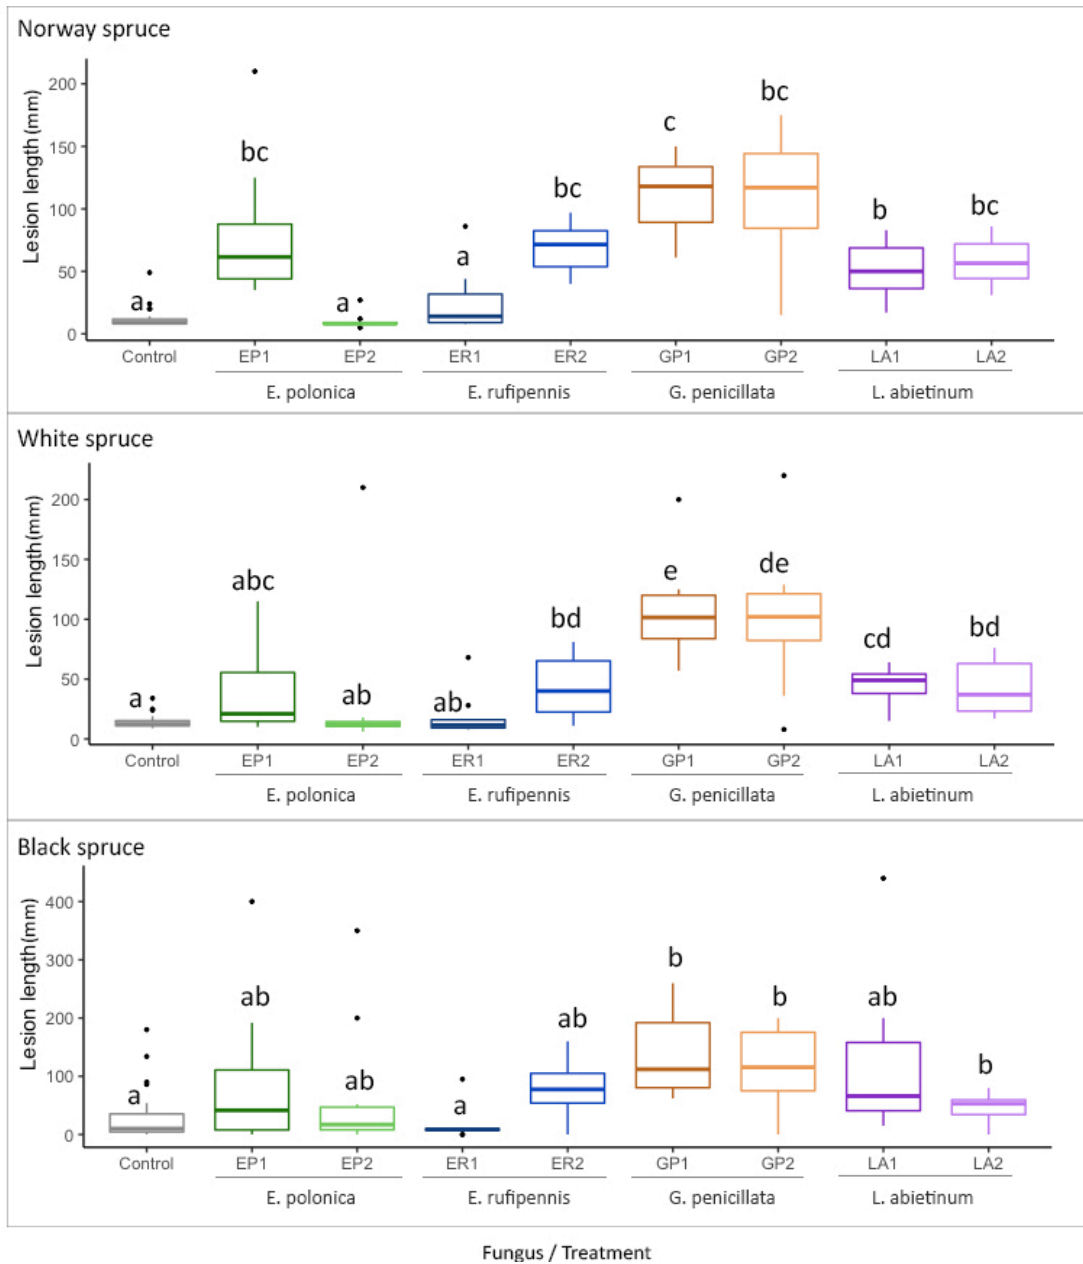 Norway spruce
Lesion length(mm)
200
150
100
50
0
a
bc
a
a
bc
c
bc
b
bc
Control
EP1
EP2
ER1
ER2
GP1
GP2
LA1
LA2
E. polonica
E. rufipennis
G. penicillata
L. abietinum
White spruce
Lesion length(mm)
200
150
100
50
0
a
abc
ab
ab
bd
e
de
cd
bd
Control
EP1
EP2
ER1
ER2
GP1
GP2
LA1
LA2
E. polonica
E. rufipennis
G. penicillata
L. abietinum
Black spruce
Lesion length(mm)
400
300
200
100
0
a
ab
ab
a
ab
b
b
ab
b
Control
EP1
EP2
ER1
ER2
GP1
GP2
LA1
LA2
E. polonica
E. rufipennis
G. penicillata
L. abietinum
Fungus / Treatment